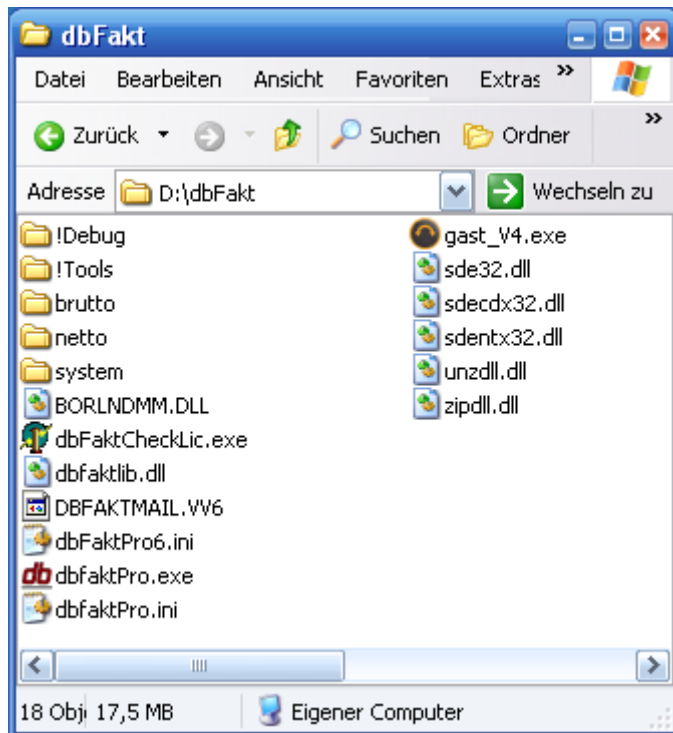 dbFakt
Datei Bearbeiten Ansicht Favoriten Extras »
Zurück Suchen Ordner »
Adresse D:\dbFakt Wechseln zu
!Debug
!Tools
brutto
netto
system
BORLNDMM.DLL
dbFaktCheckLic.exe
dbfaktlib.dll
DBFAKTMAIL.VV6
dbFaktPro6.ini
db dbfaktPro.exe
dbfaktPro.ini
gast_V4.exe
sde32.dll
sdecdx32.dll
sdentx32.dll
unzdll.dll
zipdll.dll
18 Obj 17,5 MB Eigener Computer